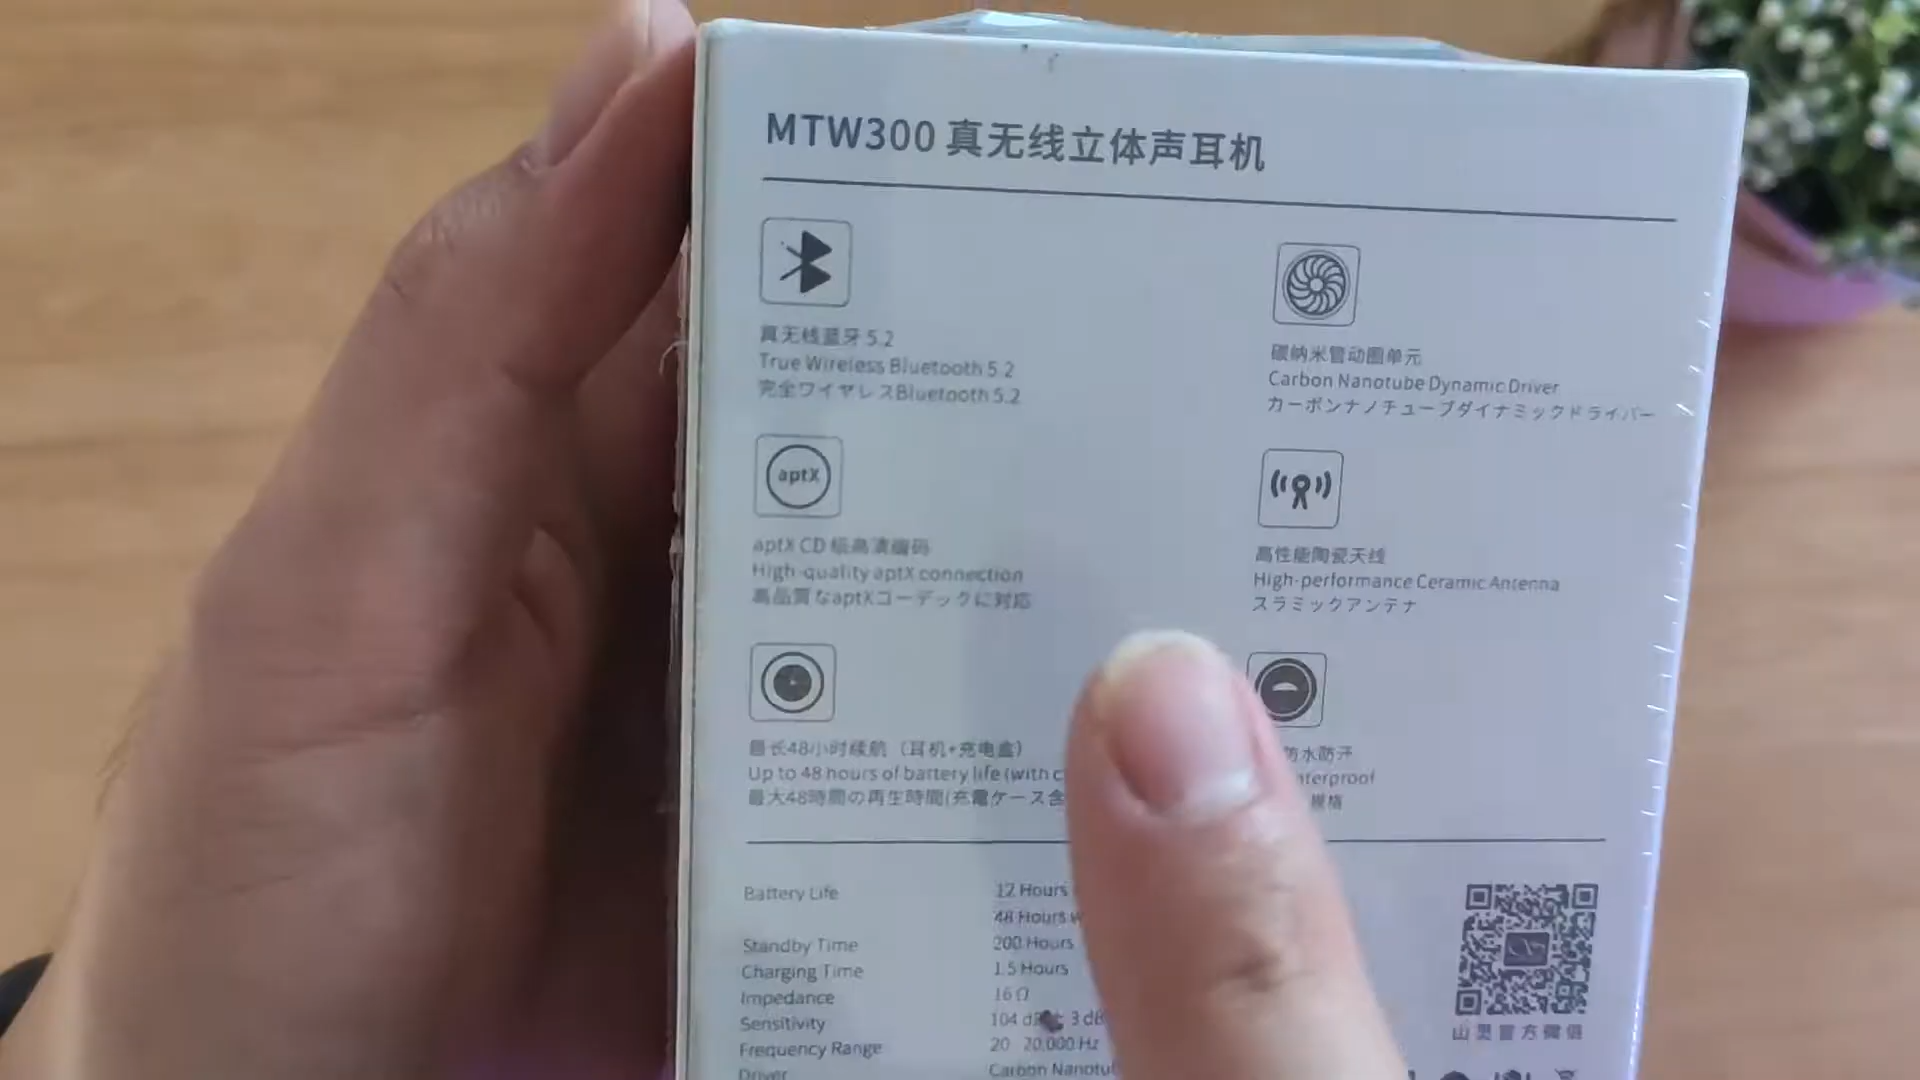 MTW300 真无线立体声耳机
真无线蓝牙 5.2
True Wireless Bluetooth 5.2
完全ワイヤレスBluetooth 5.2
碳纳米管动圈单元
Carbon Nanotube Dynamic Driver
カーボンナノチューブダイナミックドライバー
aptX
aptX CD 级高清编码
High-quality aptX connection
高品質なaptXコーデックに対応
高性能陶瓷天线
High-performance Ceramic Antenna
スラミックアンテナ
最长48小时续航（耳机+充电盒）
Up to 48 hours of battery life (with
最大48時間の再生時間(充電ケース含
防水防汗
規格
Battery Life 12 Hours
48 Hours
Standby Time 200 Hours
Charging Time 1.5 Hours
Impedance 16 Ω
Sensitivity 104 3 dB
Frequency Range 20 20,000 Hz
Driver Carbon
山灵官方微信